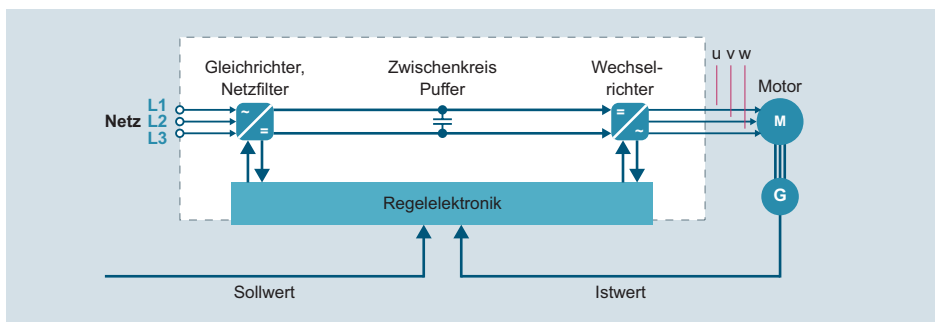 u v w
Gleichrichter,
Netzfilter
Zwischenkreis
Puffer
Wechsel-
richter
Motor
L1
Netz L2
L3
~
=
=
~
M
G
Regelelektronik
Sollwert
Istwert